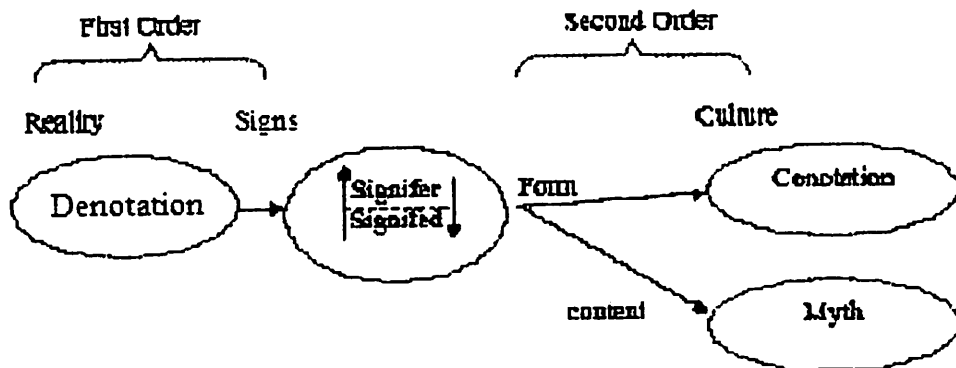 First Order
Second Order
Reality
Signs
Culture
Denotation
Signifer
Signified
Form
Conotation
content
Myth